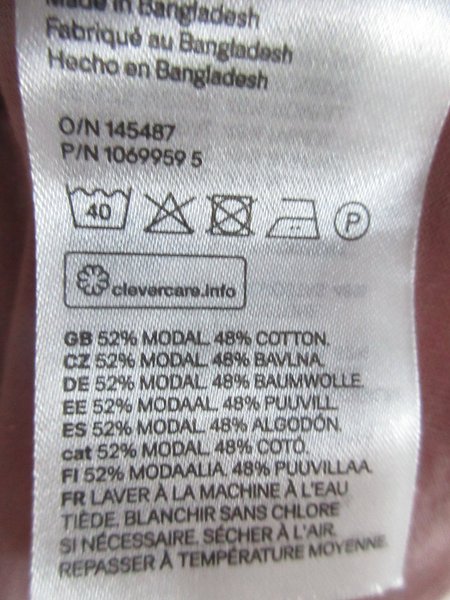 Made in Bangladesh
Fabriqué au Bangladesh
Hecho en Bangladesh
O/N 145487
P/N 1069959 5
40 P
clevercare.info
GB 52% MODAL. 48% COTTON.
CZ 52% MODAL. 48% BAVLNA.
DE 52% MODAL. 48% BAUMWOLLE.
EE 52% MODAAL. 48% PUUVILL.
ES 52% MODAL. 48% ALGODÓN.
cat 52% MODAL. 48% COTÓ.
FI 52% MODAALIA. 48% PUUVILLAA.
FR LAVER À LA MACHINE À L'EAU
TIÈDE. BLANCHIR SANS CHLORE
SI NÉCESSAIRE. SÉCHER À L'AIR.
REPASSER À TEMPÉRATURE MOYENNE.